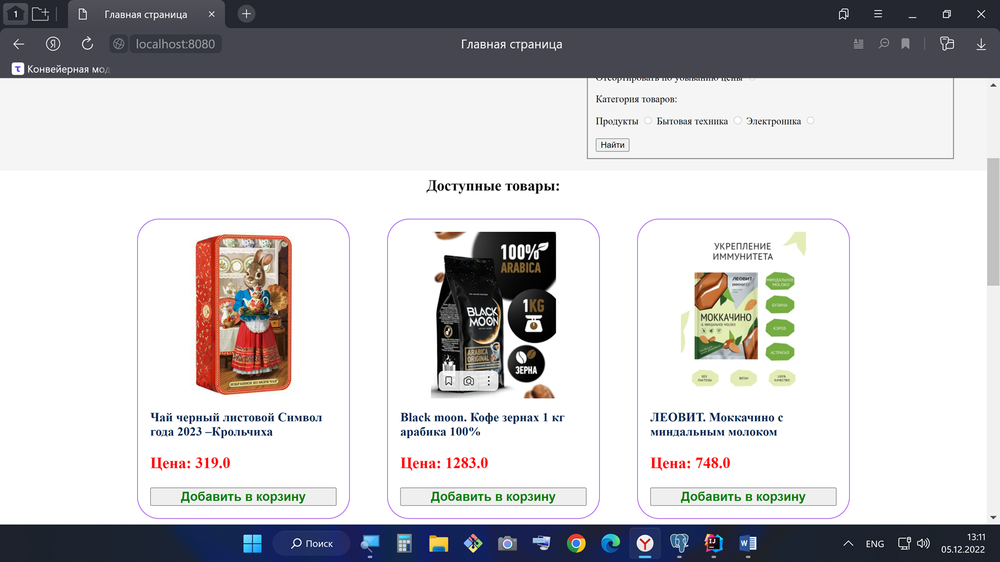 1
Главная страница
Я
localhost:8080
Главная страница
Конвейерная мод
Отсортировать по убыванию цены
Категория товаров:
Продукты Бытовая техника Электроника
Найти
Доступные товары:
ИЗБРАННОЕ ИЗ МОРЯ ЧАЯ
100%
ARABICA
BLACK
MOON
1KG
ARABICA
ORIGINAL
ЗЕРНА
УКРЕПЛЕНИЕ
ИММУНИТЕТА
ЛЕОВИТ
ИММУНИТЕТ
МОККАЧИНО
& МИНДАЛЬНОЕ МОЛОКО
МИНДАЛЬНОЕ
МОЛОКО
БУЗИНА
КЭРОБ
АСТРАГАЛ
БЕЗ
ЛАКТОЗЫ
ВЕГАН
100%
КАЧЕСТВО
Чай черный листовой Символ
года 2023 –Крольчиха
Цена: 319.0
Добавить в корзину
Black moon. Кофе зернах 1 кг
арабика 100%
Цена: 1283.0
Добавить в корзину
ЛЕОВИТ. Моккачино с
миндальным молоком
Цена: 748.0
Добавить в корзину
Поиск
ENG
13:11
05.12.2022